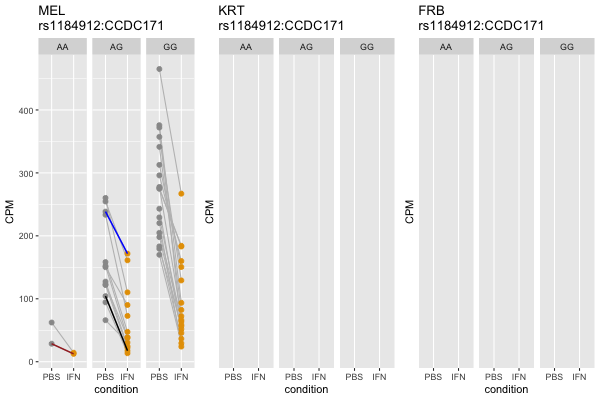 MEL
rs1184912:CCDC171
KRT
rs1184912:CCDC171
FRB
rs1184912:CCDC171
AA AG GG
AA AG GG
AA AG GG
CPM
400
300
200
100
0
CPM
CPM
PBS IFN PBS IFN PBS IFN
PBS IFN PBS IFN PBS IFN
PBS IFN PBS IFN PBS IFN
condition
condition
condition